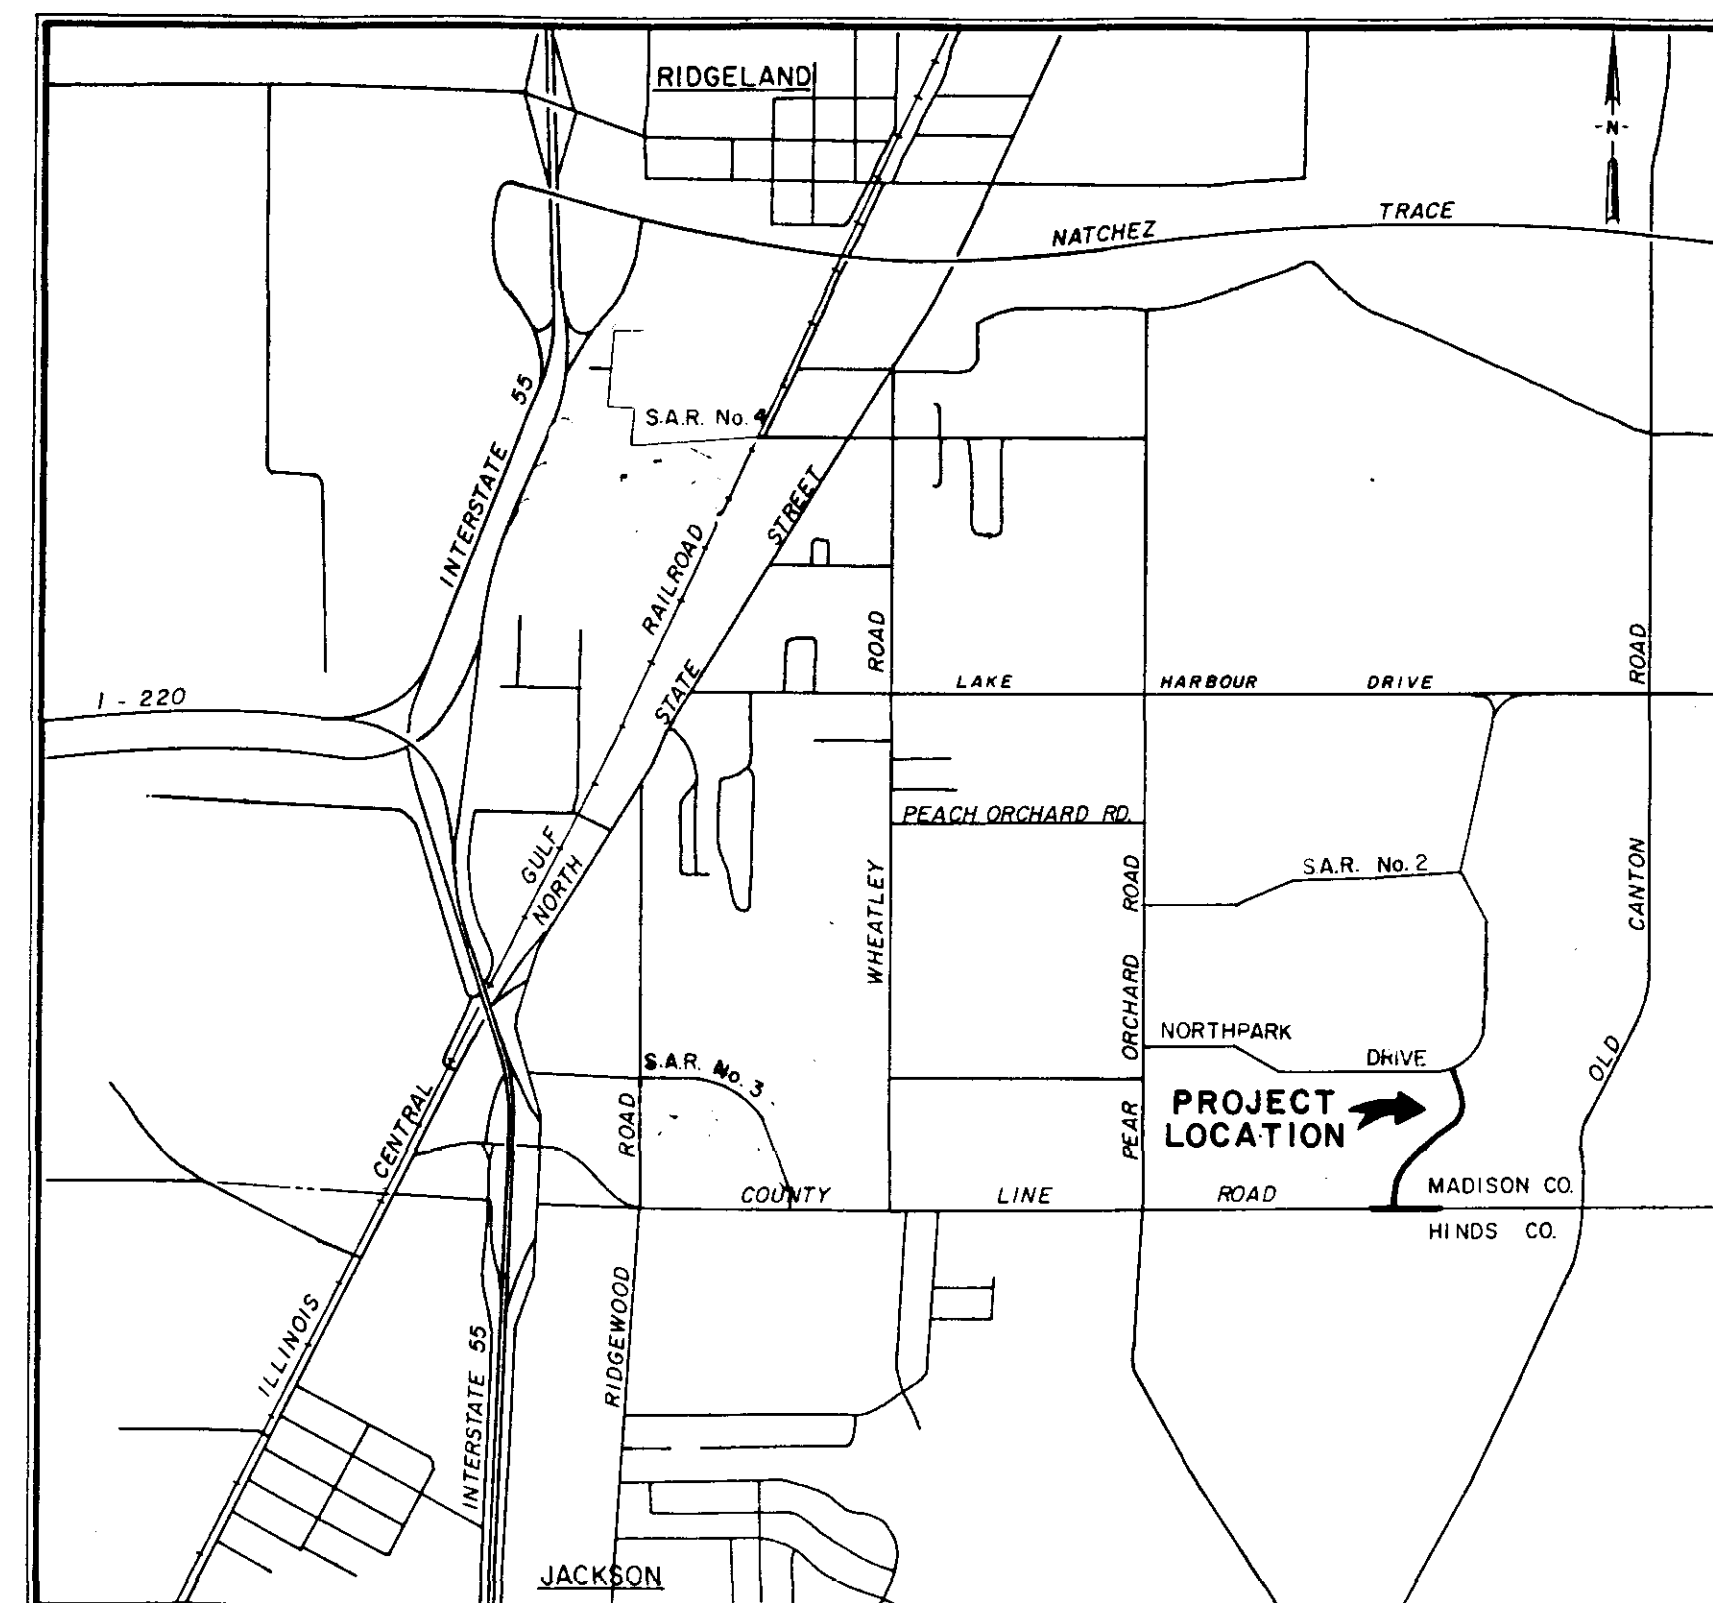 RIDGELAND
-N-
NATCHEZ TRACE
INTERSTATE 55
S.A.R. No. 4
I - 220
ILLINOIS CENTRAL GULF RAILROAD
NORTH STATE STREET
LAKE HARBOUR DRIVE
PEACH ORCHARD RD.
WHEATLEY ROAD
PEAR ORCHARD ROAD
S.A.R. No. 2
OLD CANTON ROAD
NORTHPARK DRIVE
S.A.R. No. 3
PROJECT
LOCATION
COUNTY LINE ROAD
MADISON CO.
HINDS CO.
RIDGEWOOD ROAD
INTERSTATE 55
JACKSON